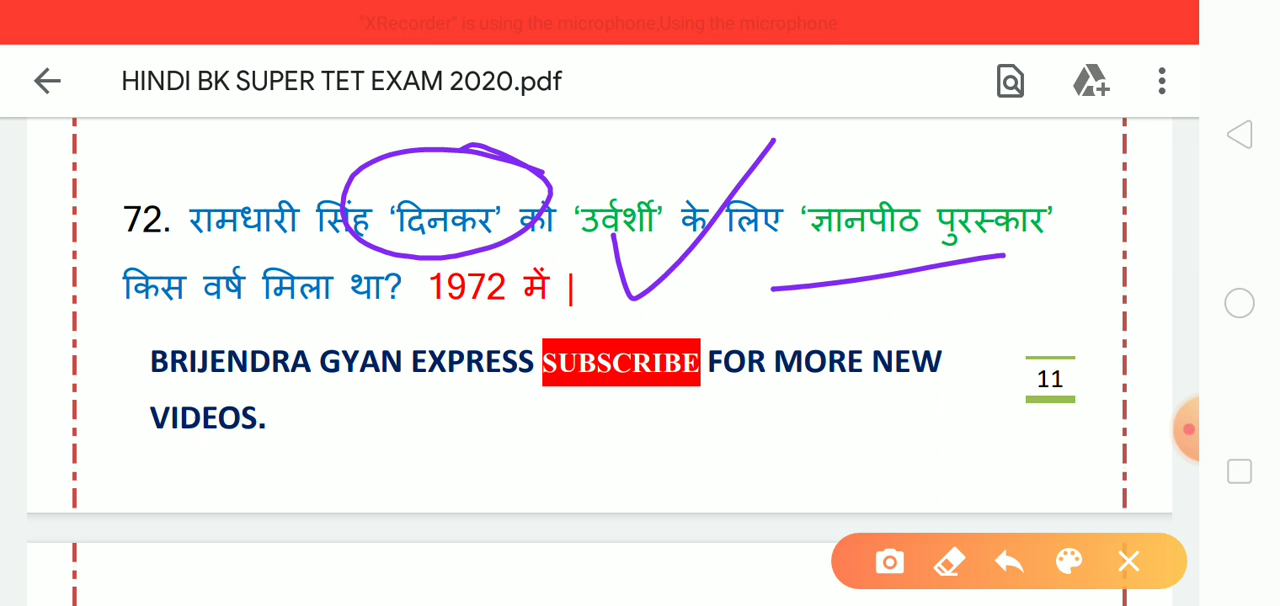 "XRecorder" is using the microphone,Using the microphone
HINDI BK SUPER TET EXAM 2020.pdf
72. रामधारी सिंह ‘दिनकर’ को ‘उर्वर्शी’ के लिए ‘ज्ञानपीठ पुरस्कार’
किस वर्ष मिला था? 1972 में |
BRIJENDRA GYAN EXPRESS SUBSCRIBE FOR MORE NEW
VIDEOS.
11